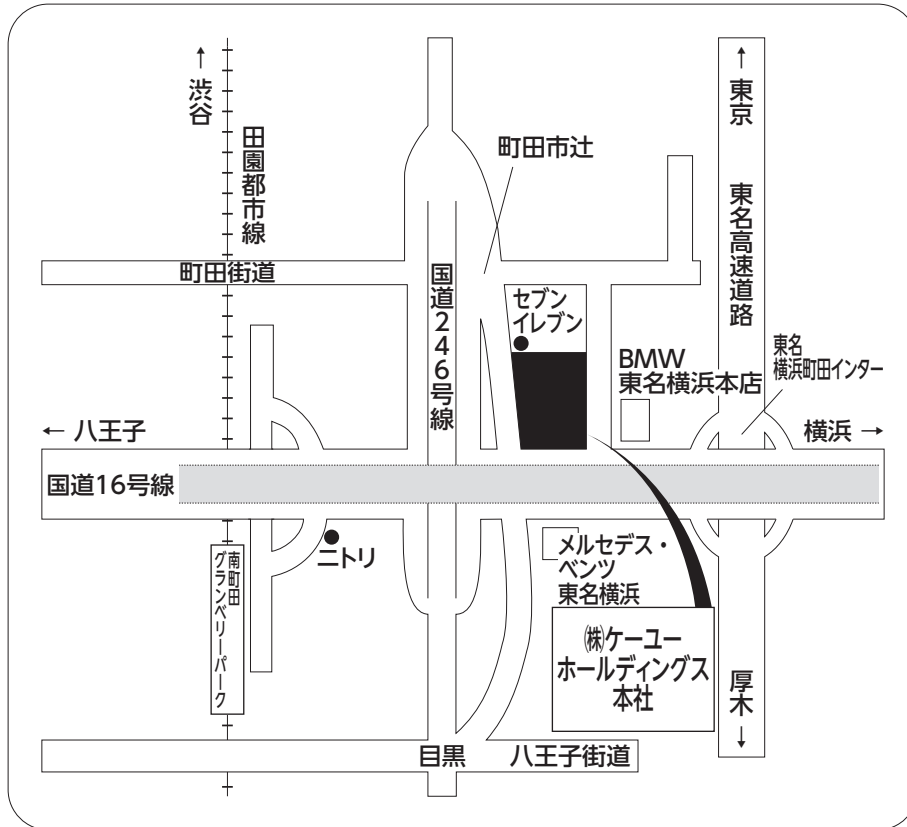 ↑
渋谷
田園都市線
町田街道
町田市辻
↑
東京
東名高速道路
国道246号線
セブン
イレブン
BMW
東名横浜本店
東名
横浜町田インター
← 八王子
横浜 →
国道16号線
ニトリ
メルセデス・
ベンツ
東名横浜
南町田
グランベリーパーク
㈱ケーユー
ホールディングス
本社
厚木
↓
目黒
八王子街道